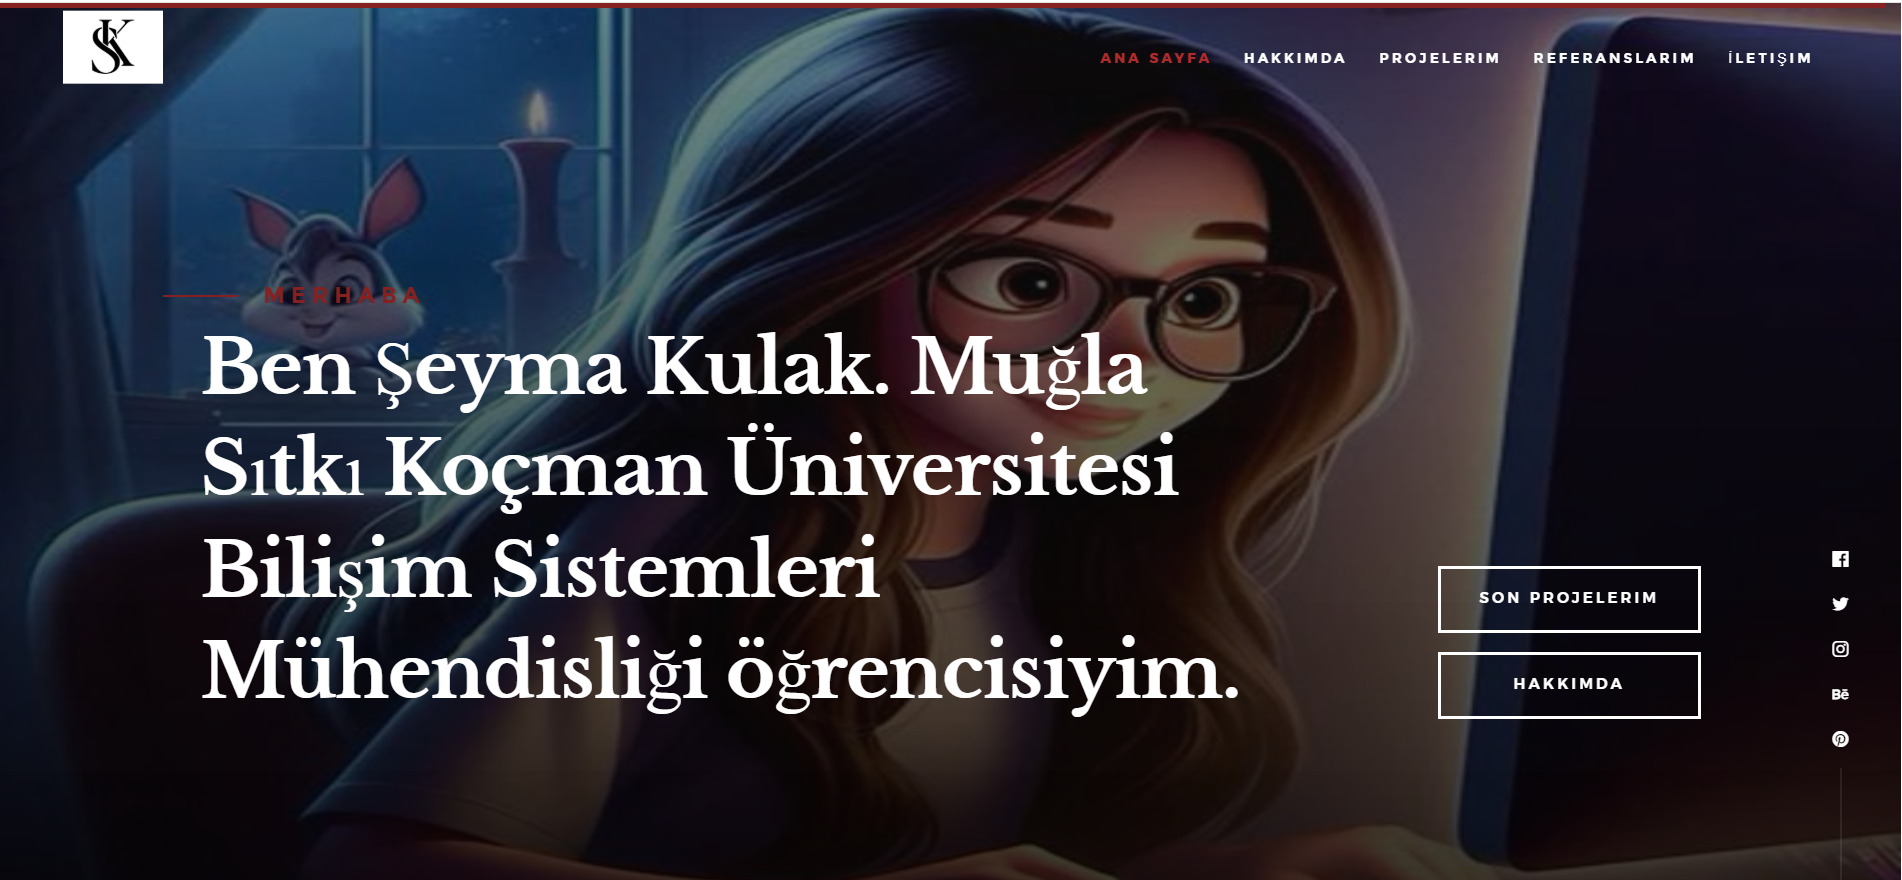 SK
ANA SAYFA HAKKIMDA PROJELERIM REFERANSLARIM İLETIŞIM
MERHABA
Ben Şeyma Kulak. Muğla
Sıtkı Koçman Üniversitesi
Bilişim Sistemleri
Mühendisliği öğrencisiyim.
SON PROJELERIM
HAKKIMDA
Bē